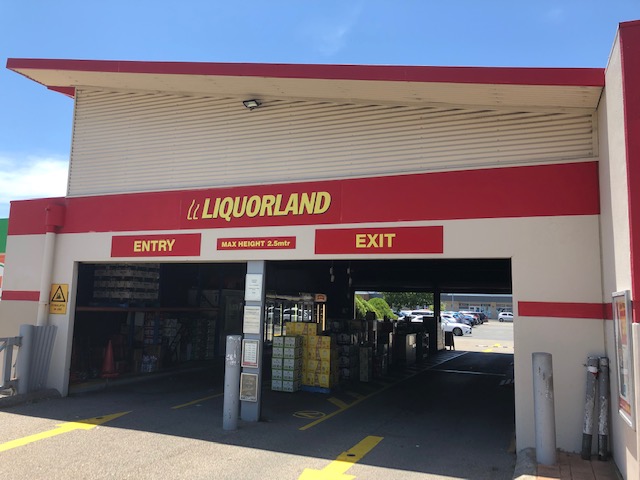 LIQUORLAND
ENTRY
MAX HEIGHT 2.5mtr
EXIT